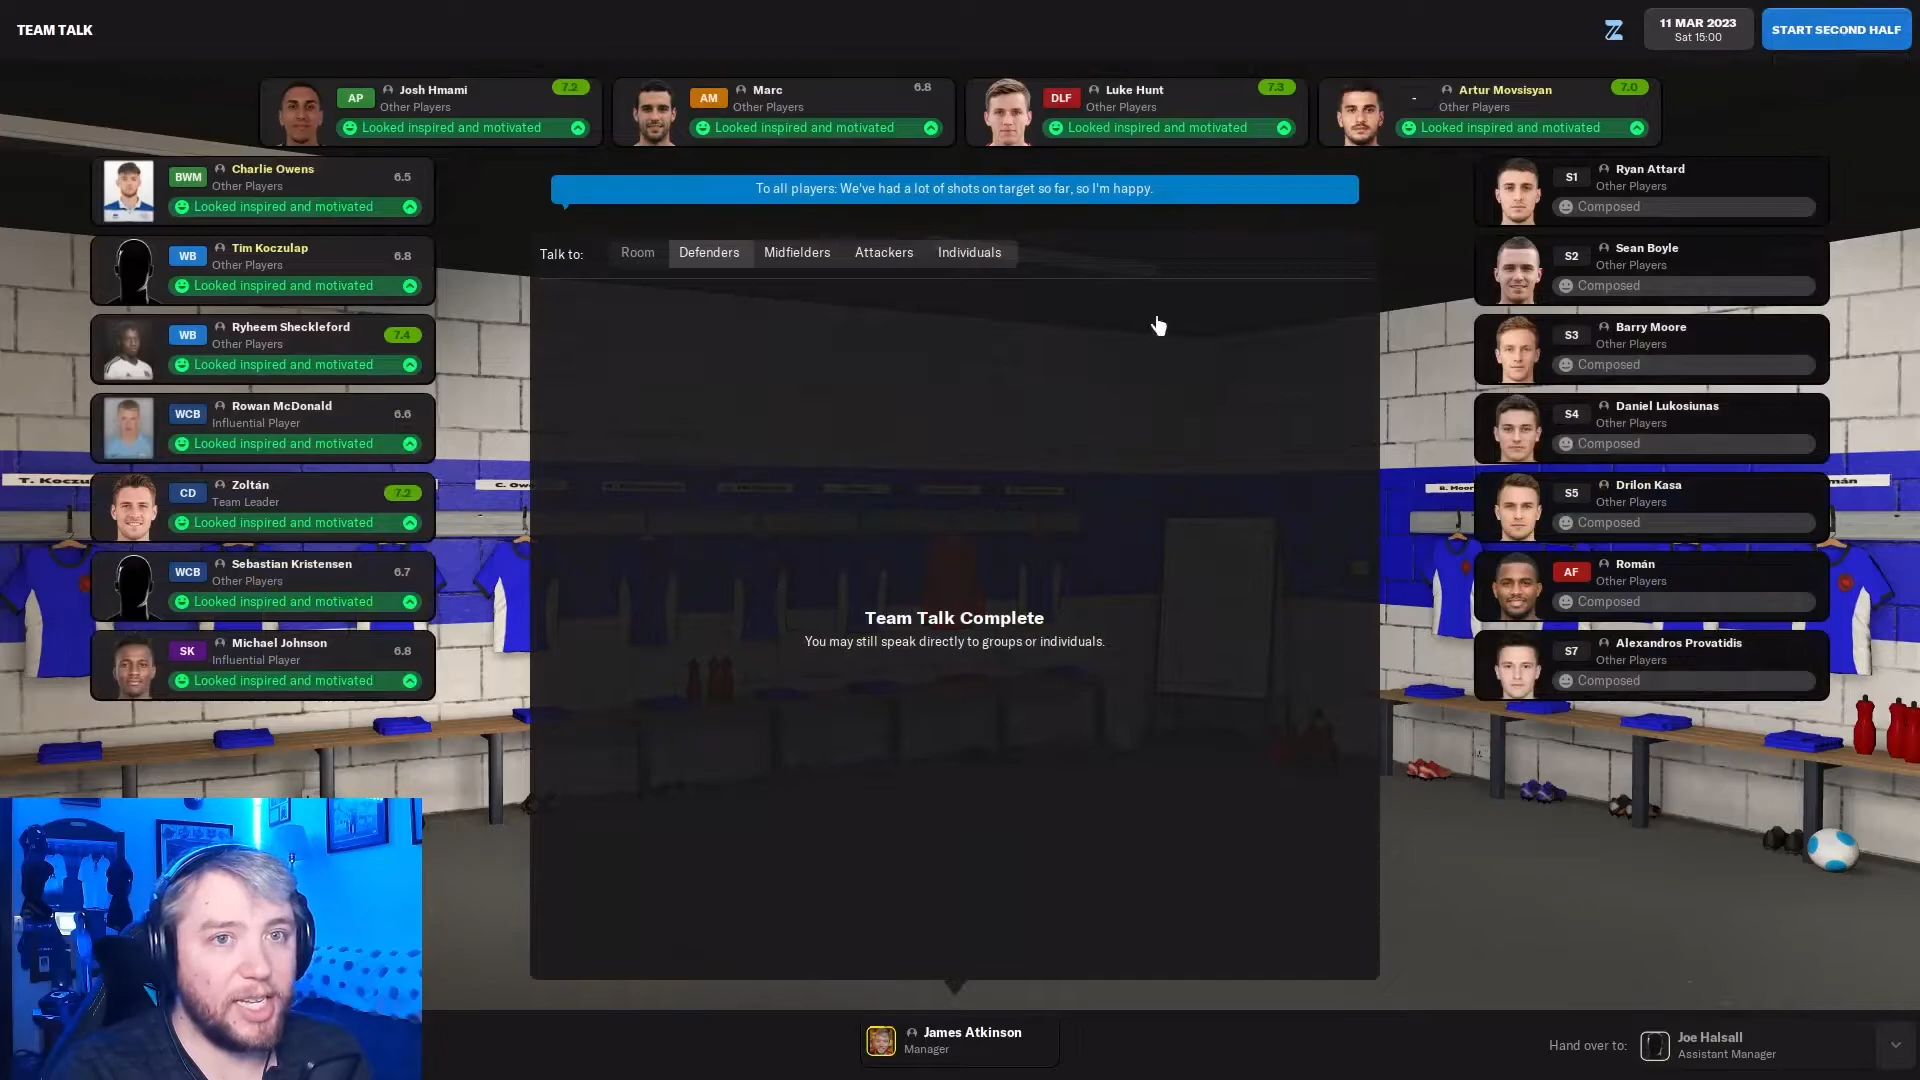 TEAM TALK
11 MAR 2023
Sat 15:00
START SECOND HALF
AP
Josh Hmami
Other Players
7.2
Looked inspired and motivated
AM
Marc
Other Players
6.8
Looked inspired and motivated
DLF
Luke Hunt
Other Players
7.3
Looked inspired and motivated
-
Artur Movsisyan
Other Players
7.0
Looked inspired and motivated
BWM
Charlie Owens
Other Players
6.5
Looked inspired and motivated
WB
Tim Koczulap
Other Players
6.8
Looked inspired and motivated
WB
Ryheem Sheckleford
Other Players
7.4
Looked inspired and motivated
WCB
Rowan McDonald
Influential Player
6.6
Looked inspired and motivated
CD
Zoltán
Team Leader
7.2
Looked inspired and motivated
WCB
Sebastian Kristensen
Other Players
6.7
Looked inspired and motivated
SK
Michael Johnson
Influential Player
6.8
Looked inspired and motivated
To all players: We've had a lot of shots on target so far, so I'm happy.
Talk to: Room Defenders Midfielders Attackers Individuals
Team Talk Complete
You may still speak directly to groups or individuals.
S1
Ryan Attard
Other Players
Composed
S2
Sean Boyle
Other Players
Composed
S3
Barry Moore
Other Players
Composed
S4
Daniel Lukosiunas
Other Players
Composed
S5
Drilon Kasa
Other Players
Composed
AF
Román
Other Players
Composed
S7
Alexandros Provatidis
Other Players
Composed
T. Koczu
C. Owe
B. Moor
mán
James Atkinson
Manager
Hand over to:
Joe Halsall
Assistant Manager